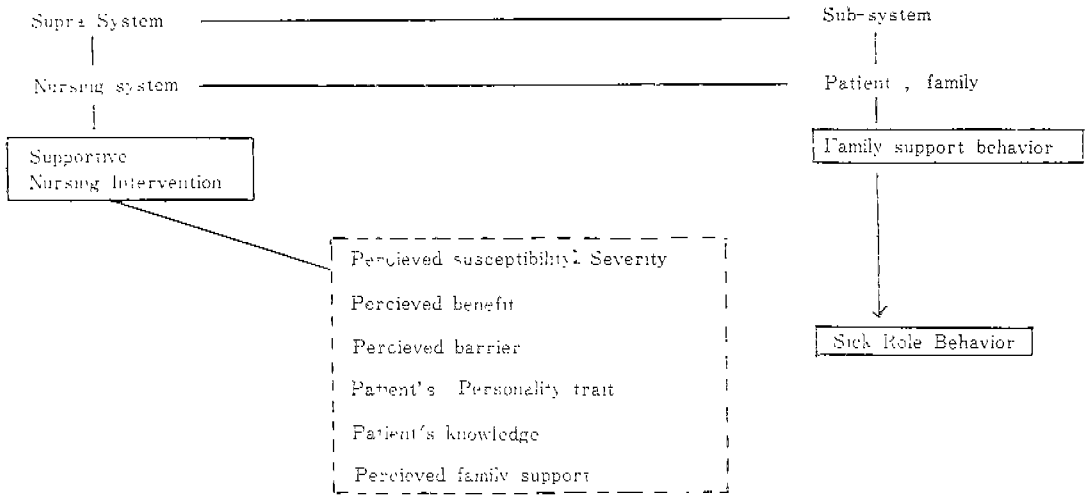 Supra System
Sub-system
Nursing system
Patient , family
Supportive
Nursing Intervention
Family support behavior
Percieved susceptibility. Severity
Percieved benefit
Percieved barrier
Patient's Personality trait
Patient's knowledge
Percieved family support
Sick Role Behavior